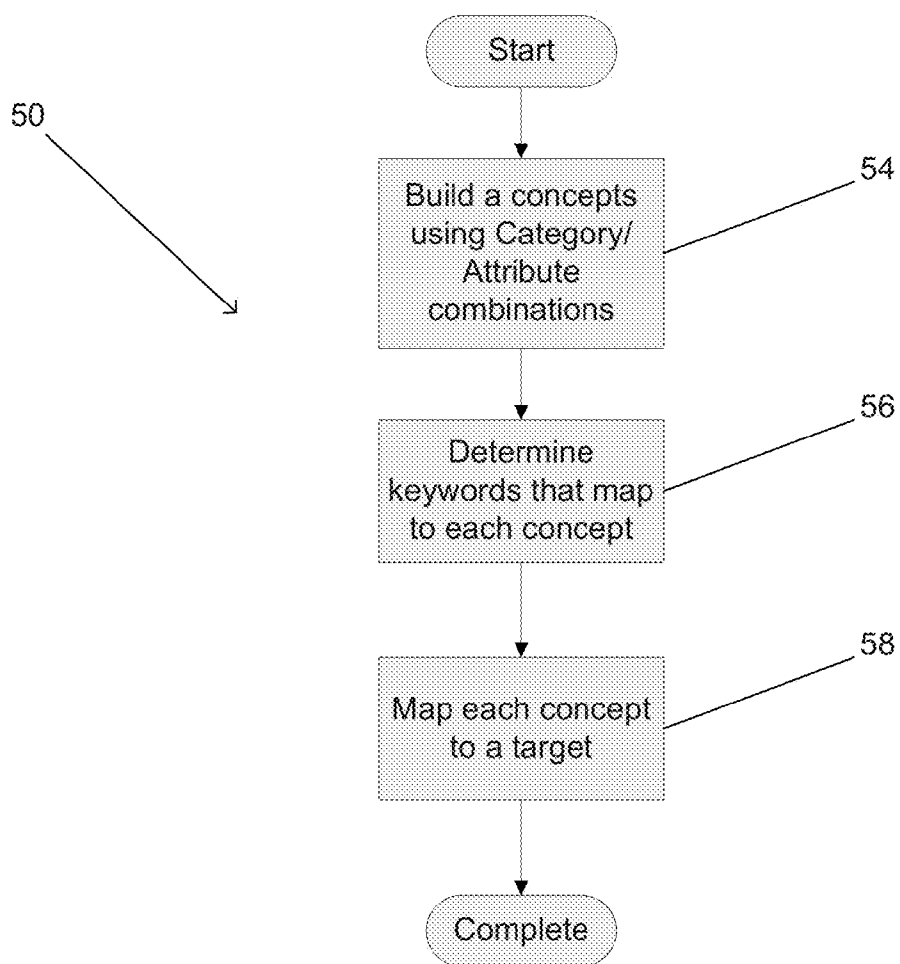 Start
50
54
Build a concepts
using Category/
Attribute
combinations
56
Determine
keywords that map
to each concept
58
Map each concept
to a target
Complete